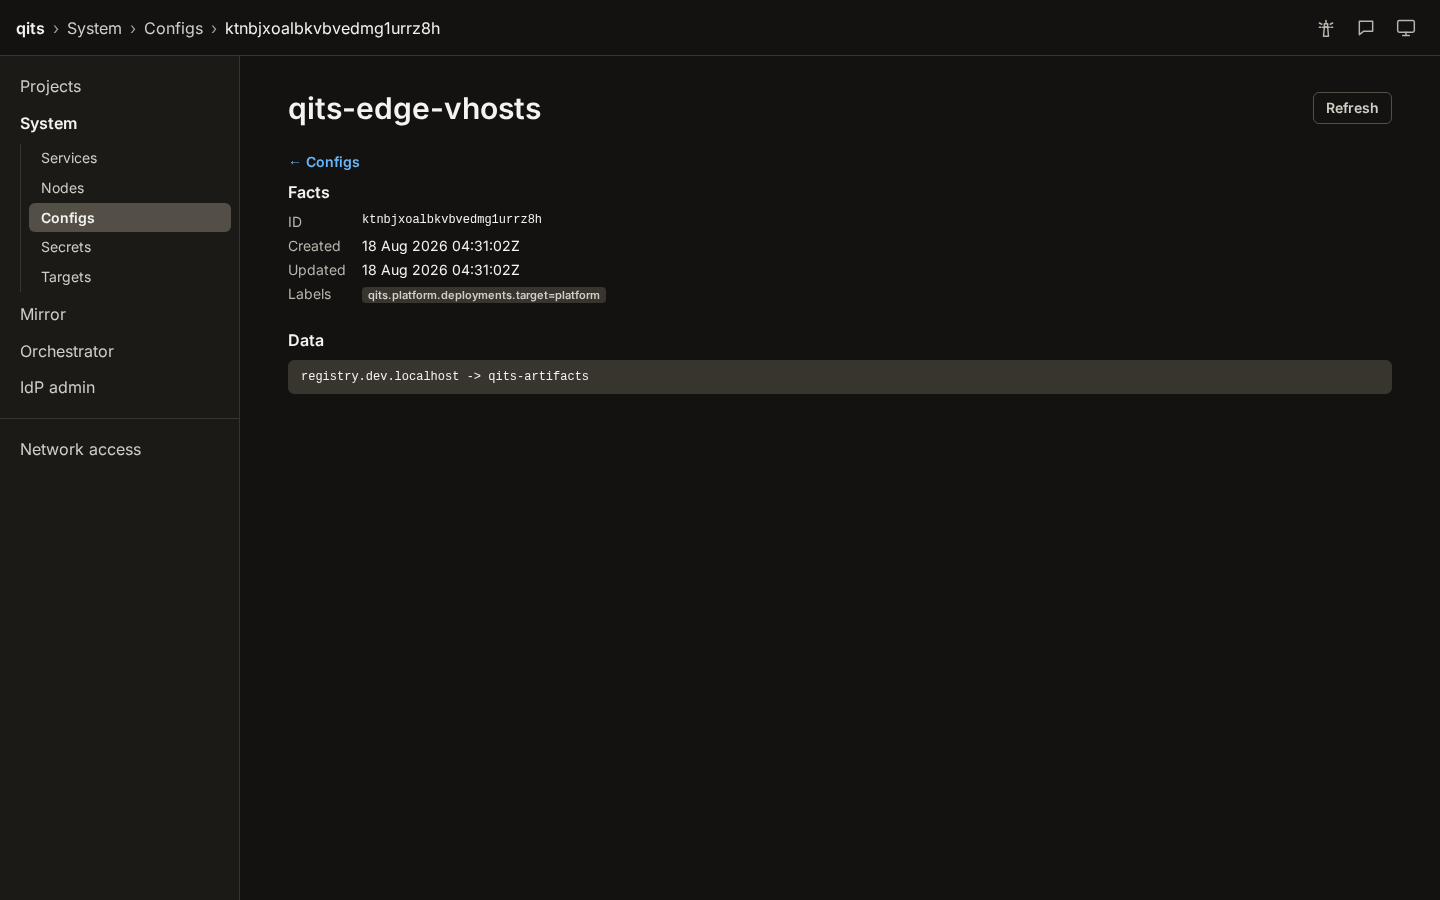 qits › System › Configs › ktnbjxoalbkvbvedmg1urrz8h
Projects
System
Services
Nodes
Configs
Secrets
Targets
Mirror
Orchestrator
IdP admin
Network access
qits-edge-vhosts
Refresh
← Configs
Facts
ID ktnbjxoalbkvbvedmg1urrz8h
Created 18 Aug 2026 04:31:02Z
Updated 18 Aug 2026 04:31:02Z
Labels qits.platform.deployments.target=platform
Data
registry.dev.localhost -> qits-artifacts